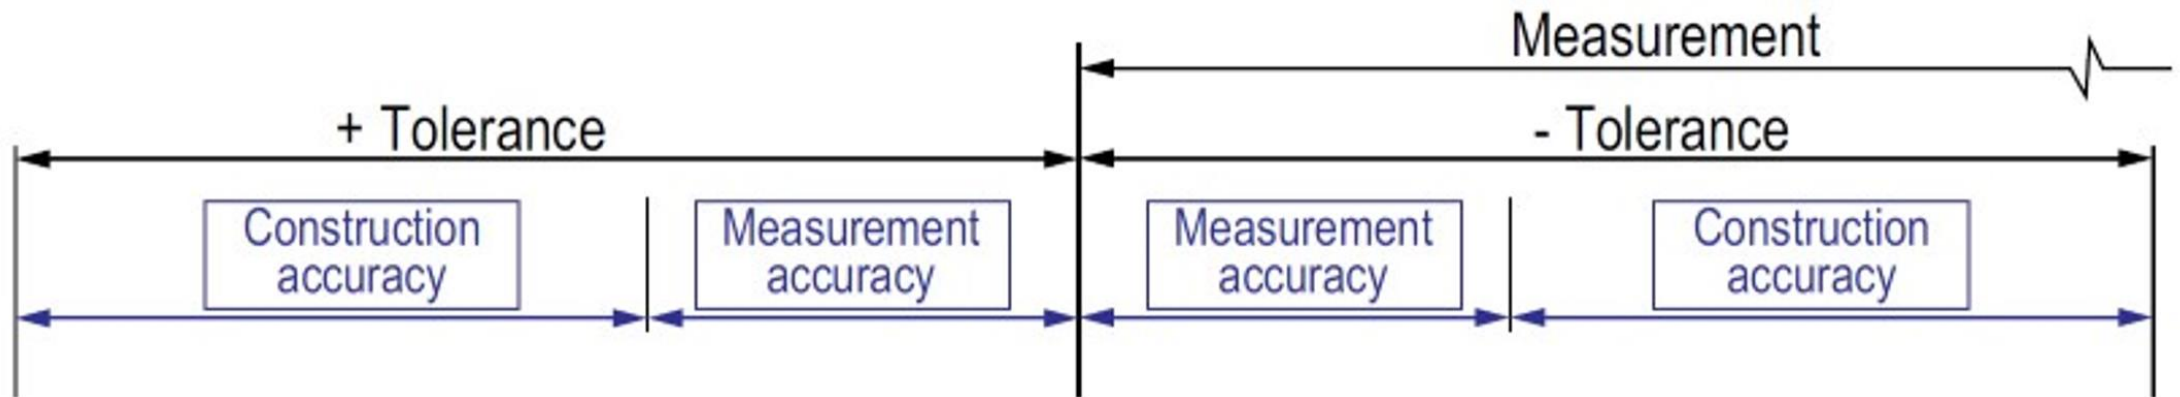 Measurement
+ Tolerance
- Tolerance
Construction
accuracy
Measurement
accuracy
Measurement
accuracy
Construction
accuracy